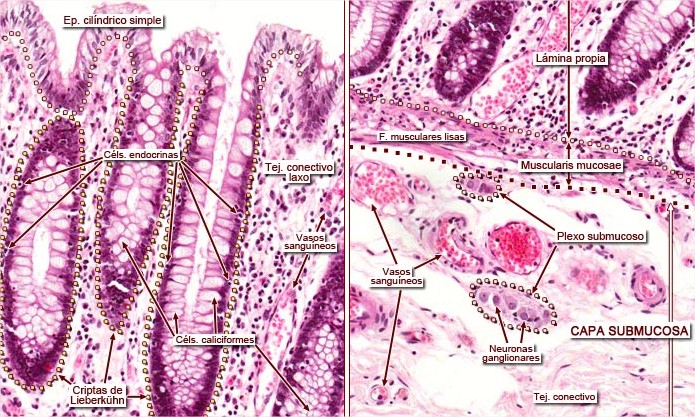 Ep. cilíndrico simple
Céls. endocrinas
Tej. conectivo
laxo
Vasos
sanguíneos
Céls. caliciformes
Criptas de
Lieberkühn
Lámina propia
F. musculares lisas
Muscularis mucosae
Plexo submucoso
Vasos
sanguíneos
CAPA SUBMUCOSA
Neuronas
ganglionares
Tej. conectivo